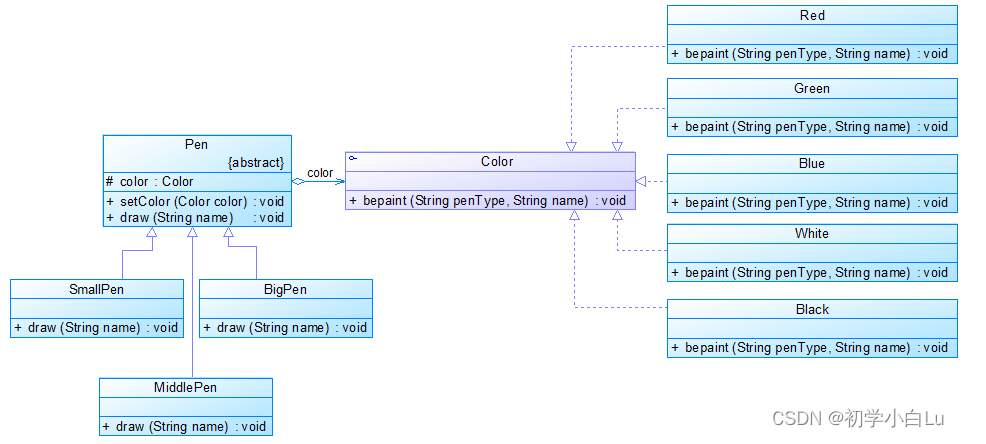 Pen
{abstract}
# color : Color
+ setColor (Color color) : void
+ draw (String name) : void
color
Color
+ bepaint (String penType, String name) : void
SmallPen
+ draw (String name) : void
BigPen
+ draw (String name) : void
MiddlePen
+ draw (String name) : void
Red
+ bepaint (String penType, String name) : void
Green
+ bepaint (String penType, String name) : void
Blue
+ bepaint (String penType, String name) : void
White
+ bepaint (String penType, String name) : void
Black
+ bepaint (String penType, String name) : void
CSDN @初学小白Lu